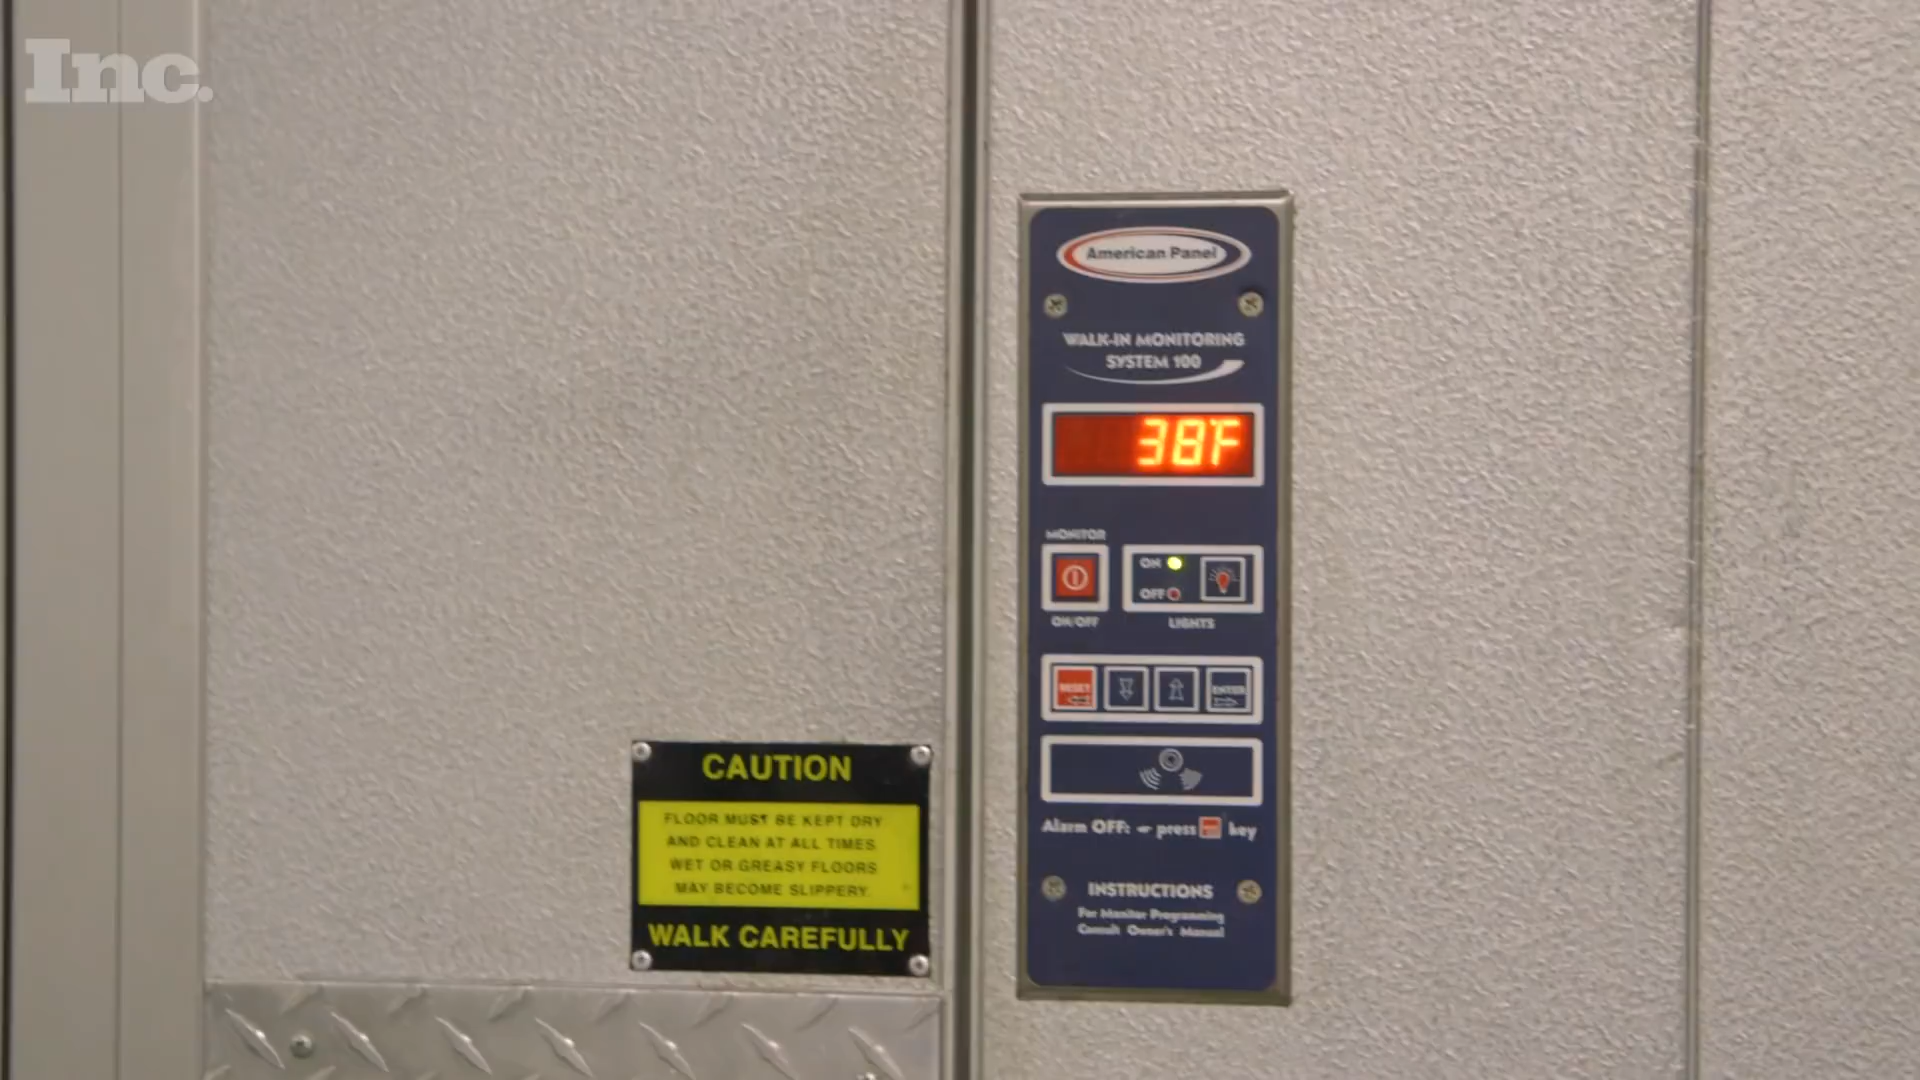 Inc.
American Panel
WALK-IN MONITORING
SYSTEM 100
38°F
MONITOR
ON
OFF
ON/OFF
LIGHTS
RESET
ENTER
Alarm OFF: press key
INSTRUCTIONS
For Monitor Programming
Consult Owner's Manual
CAUTION
FLOOR MUST BE KEPT DRY
AND CLEAN AT ALL TIMES
WET OR GREASY FLOORS
MAY BECOME SLIPPERY.
WALK CAREFULLY